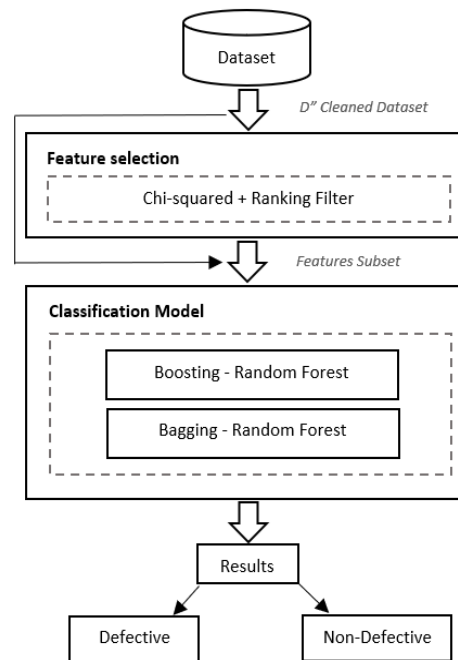 Dataset
D” Cleaned Dataset
Feature selection
Chi-squared + Ranking Filter
Features Subset
Classification Model
Boosting - Random Forest
Bagging - Random Forest
Results
Defective
Non-Defective